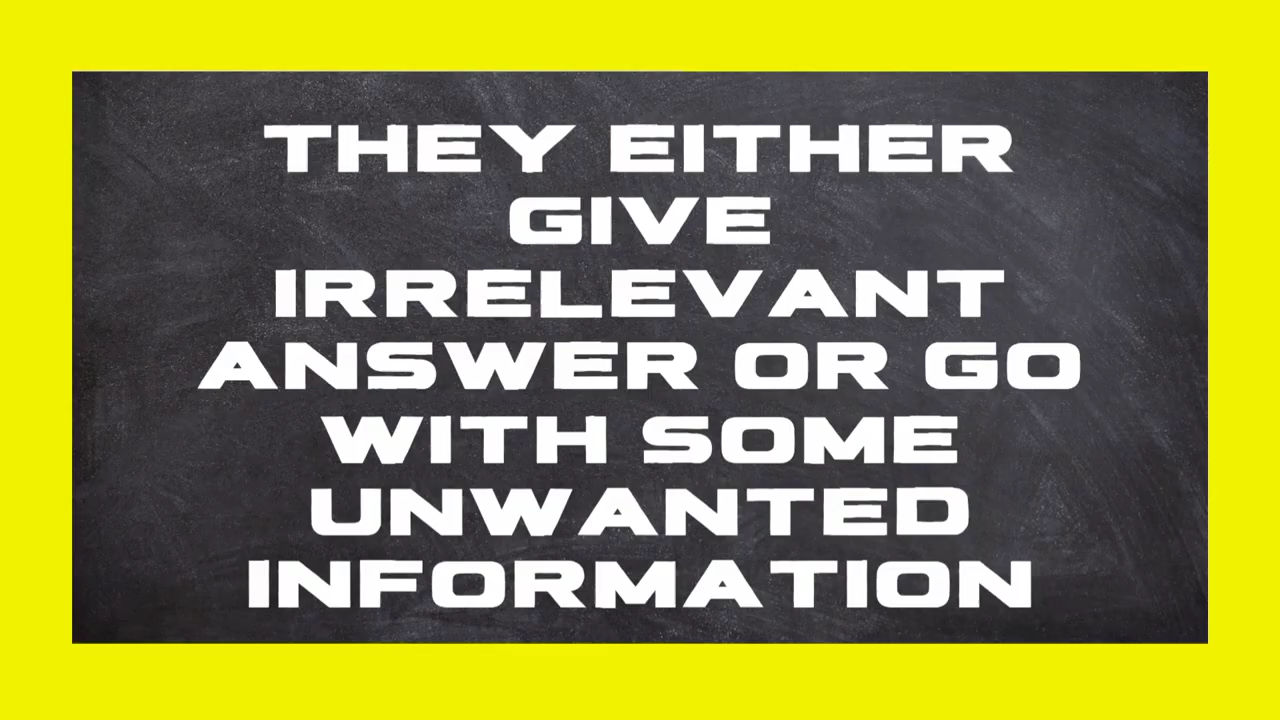 THEY EITHER
GIVE
IRRELEVANT
ANSWER OR GO
WITH SOME
UNWANTED
INFORMATION